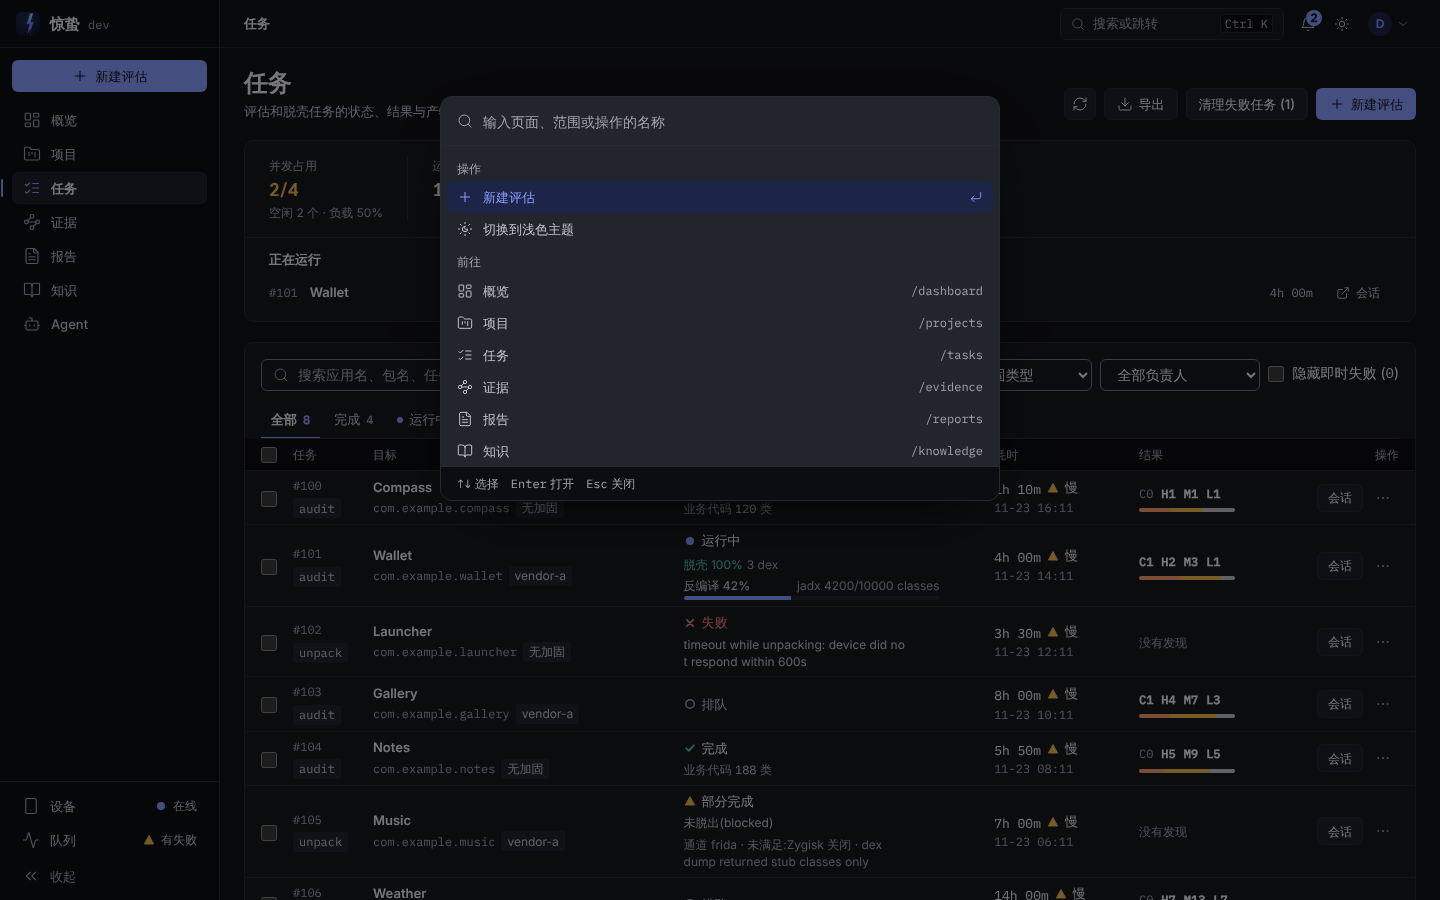 惊蛰 dev
任务
搜索或跳转 Ctrl K
2
D
新建评估
概览
项目
任务
证据
报告
知识
Agent
设备 在线
队列 有失败
收起
任务
评估和脱壳任务的状态、结果与产
导出
清理失败任务 (1)
新建评估
并发占用
2/4
空闲 2 个 · 负载 50%
正在运行
#101 Wallet
4h 00m 会话
输入页面、范围或操作的名称
操作
新建评估
切换到浅色主题
前往
概览 /dashboard
项目 /projects
任务 /tasks
证据 /evidence
报告 /reports
知识 /knowledge
选择 Enter 打开 Esc 关闭
搜索应用名、包名、任
类型 全部负责人 隐藏即时失败 (0)
全部 8 完成 4 运行中
任务 目标 耗时 结果 操作
#100 Compass 1h 10m 慢 C0 H1 M1 L1 会话 ···
audit com.example.compass 无加固 业务代码 120 类 11-23 16:11
运行中
#101 Wallet 脱壳 100% 3 dex 4h 00m 慢 C1 H2 M3 L1 会话 ···
audit com.example.wallet vendor-a 反编译 42% jadx 4200/10000 classes 11-23 14:11
失败
#102 Launcher timeout while unpacking: device did no 3h 30m 慢 没有发现 会话 ···
unpack com.example.launcher 无加固 t respond within 600s 11-23 12:11
#103 Gallery 排队 8h 00m 慢 C1 H4 M7 L3 会话 ···
audit com.example.gallery vendor-a 11-23 10:11
#104 Notes 完成 5h 50m 慢 C0 H5 M9 L5 会话 ···
audit com.example.notes 无加固 业务代码 188 类 11-23 08:11
部分完成
#105 Music 未脱出(blocked) 7h 00m 慢 没有发现 会话 ···
unpack com.example.music vendor-a 通道 frida · 未满足:Zygisk 关闭 · dex 11-23 06:11
dump returned stub classes only
#106 Weather 14h 00m 慢 C0 H7 M13 L7